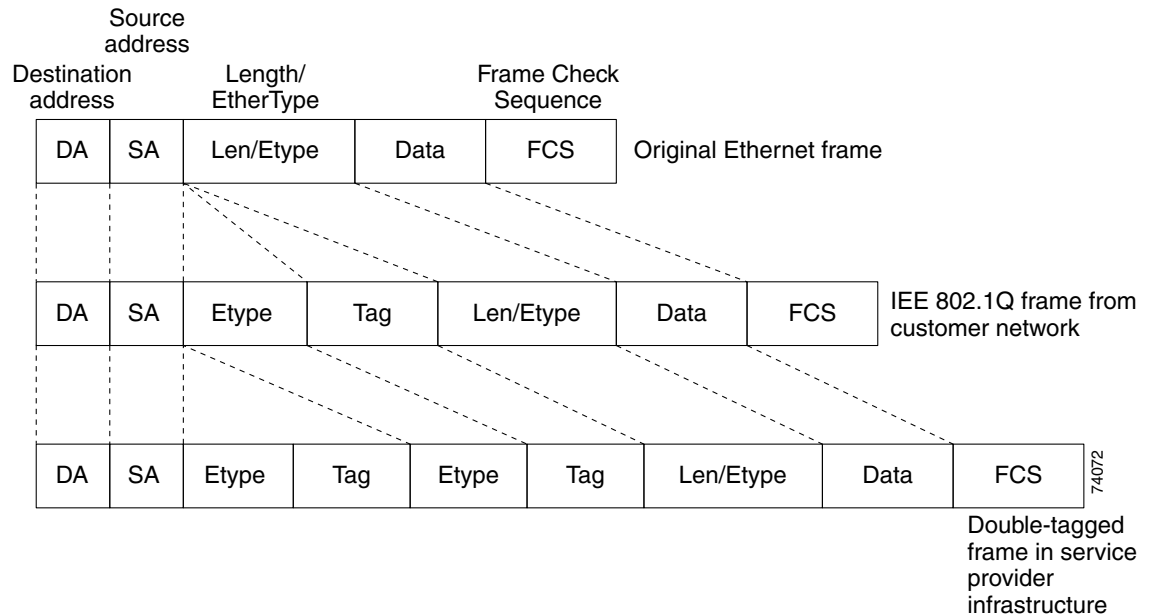 Source
address
Destination
address
Length/
EtherType
Frame Check
Sequence
DA SA Len/Etype Data FCS Original Ethernet frame
DA SA Etype Tag Len/Etype Data FCS
IEE 802.1Q frame from
customer network
DA SA Etype Tag Etype Tag Len/Etype Data FCS
74072
Double-tagged
frame in service
provider
infrastructure